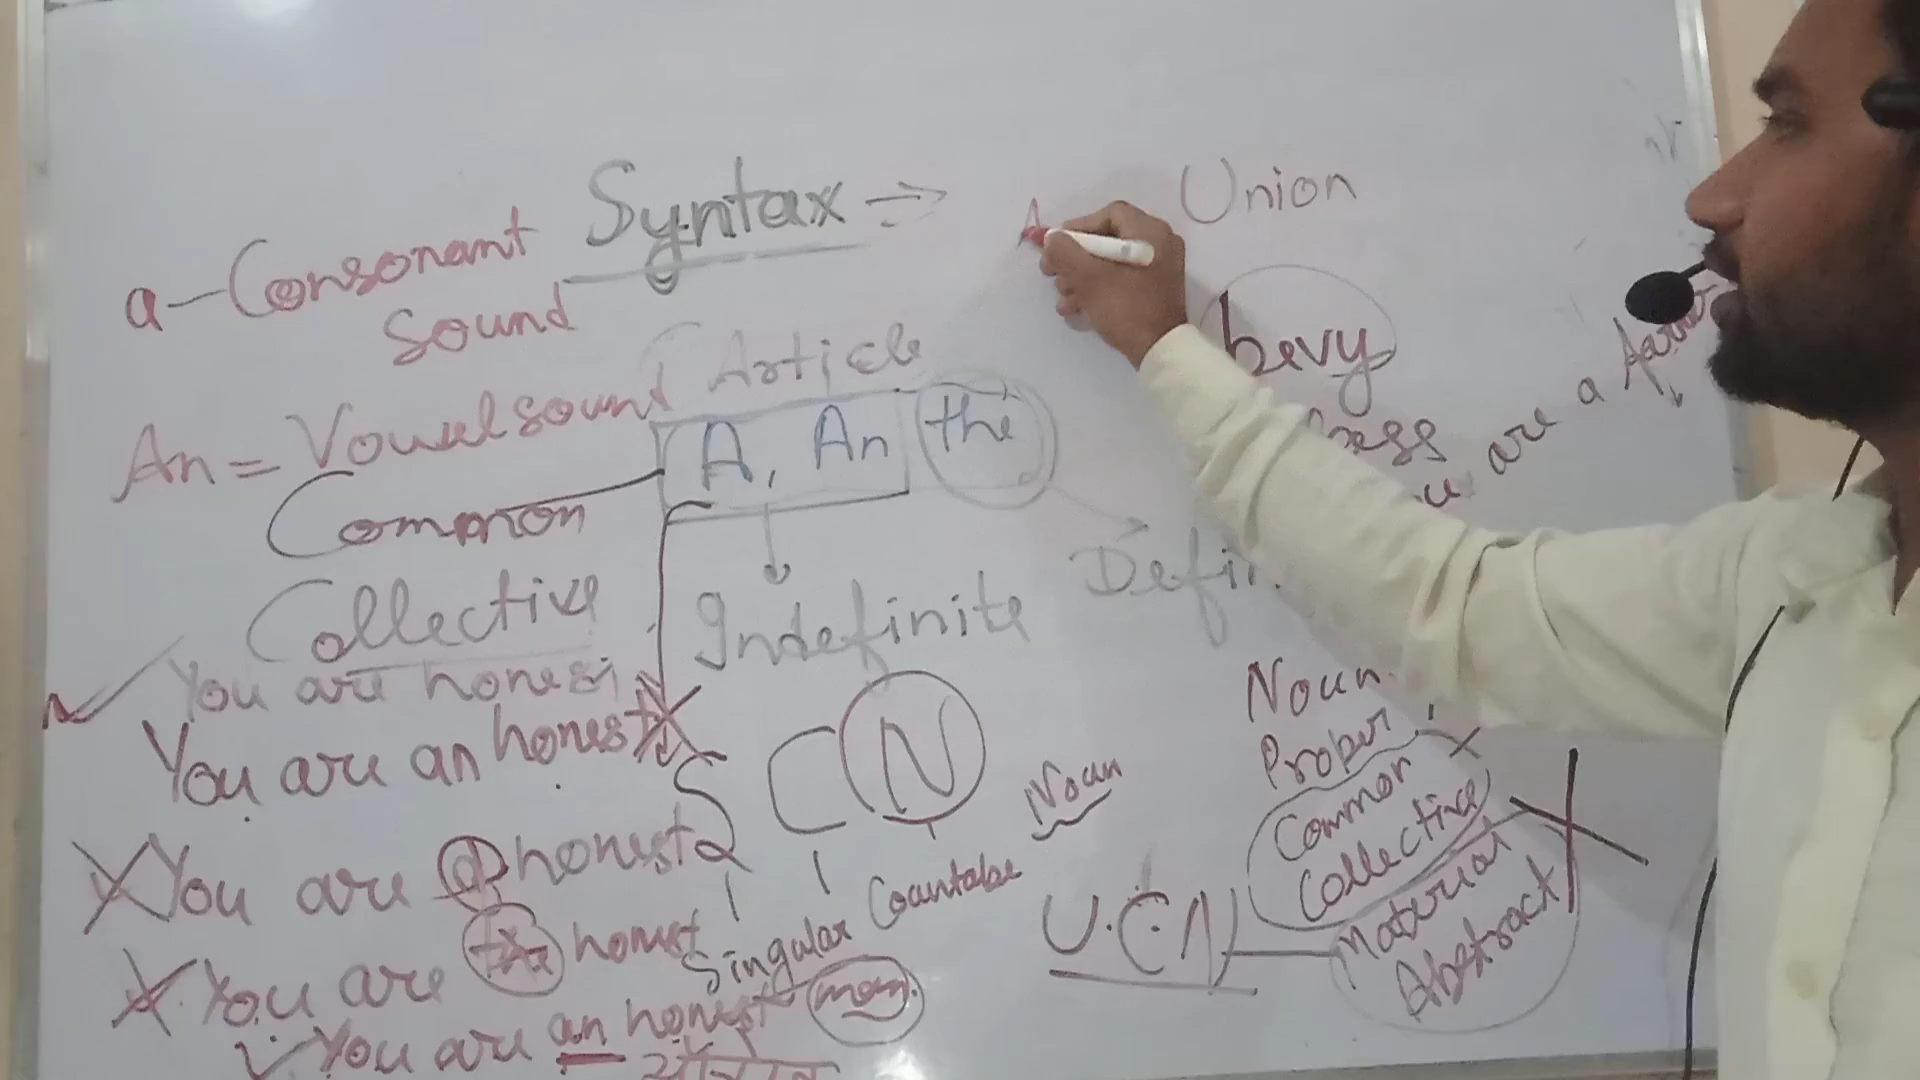 Syntax → A Union
a - Consonant
Sound
An = Vowel sound
Article
A, An the
bevy
are a
Common
Collective
Indefinite
You are honest
You are an honest
You are a honest
You are the honest
You are an honest man.
S C N
Singular Countable Noun
U.C.N
Noun
Proper
Common
Collective
Material
Abstract